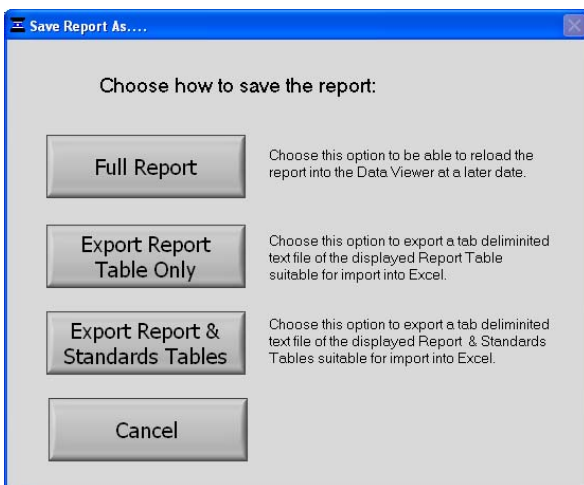 Save Report As....
Choose how to save the report:
Full Report
Choose this option to be able to reload the
report into the Data Viewer at a later date.
Export Report
Table Only
Choose this option to export a tab deliminited
text file of the displayed Report Table
suitable for import into Excel.
Export Report &
Standards Tables
Choose this option to export a tab deliminited
text file of the displayed Report & Standards
Tables suitable for import into Excel.
Cancel